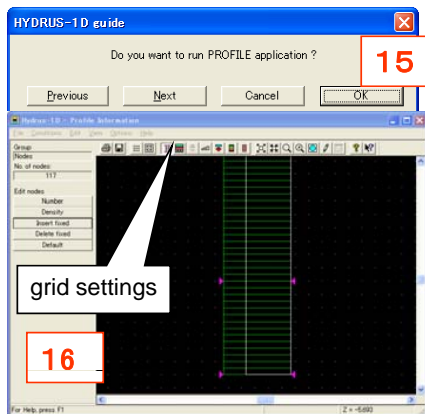 HYDRUS-1D guide
Do you want to run PROFILE application ?
15
Previous
Next
Cancel
OK
Hydrus-1D - Profile Information
File Conditions Edit View Options Help
Group
Nodes
No. of nodes:
117
Edit nodes
Number
Density
Insert fixed
Delete fixed
Default
grid settings
16
For Help, press F1
Z = -5.690